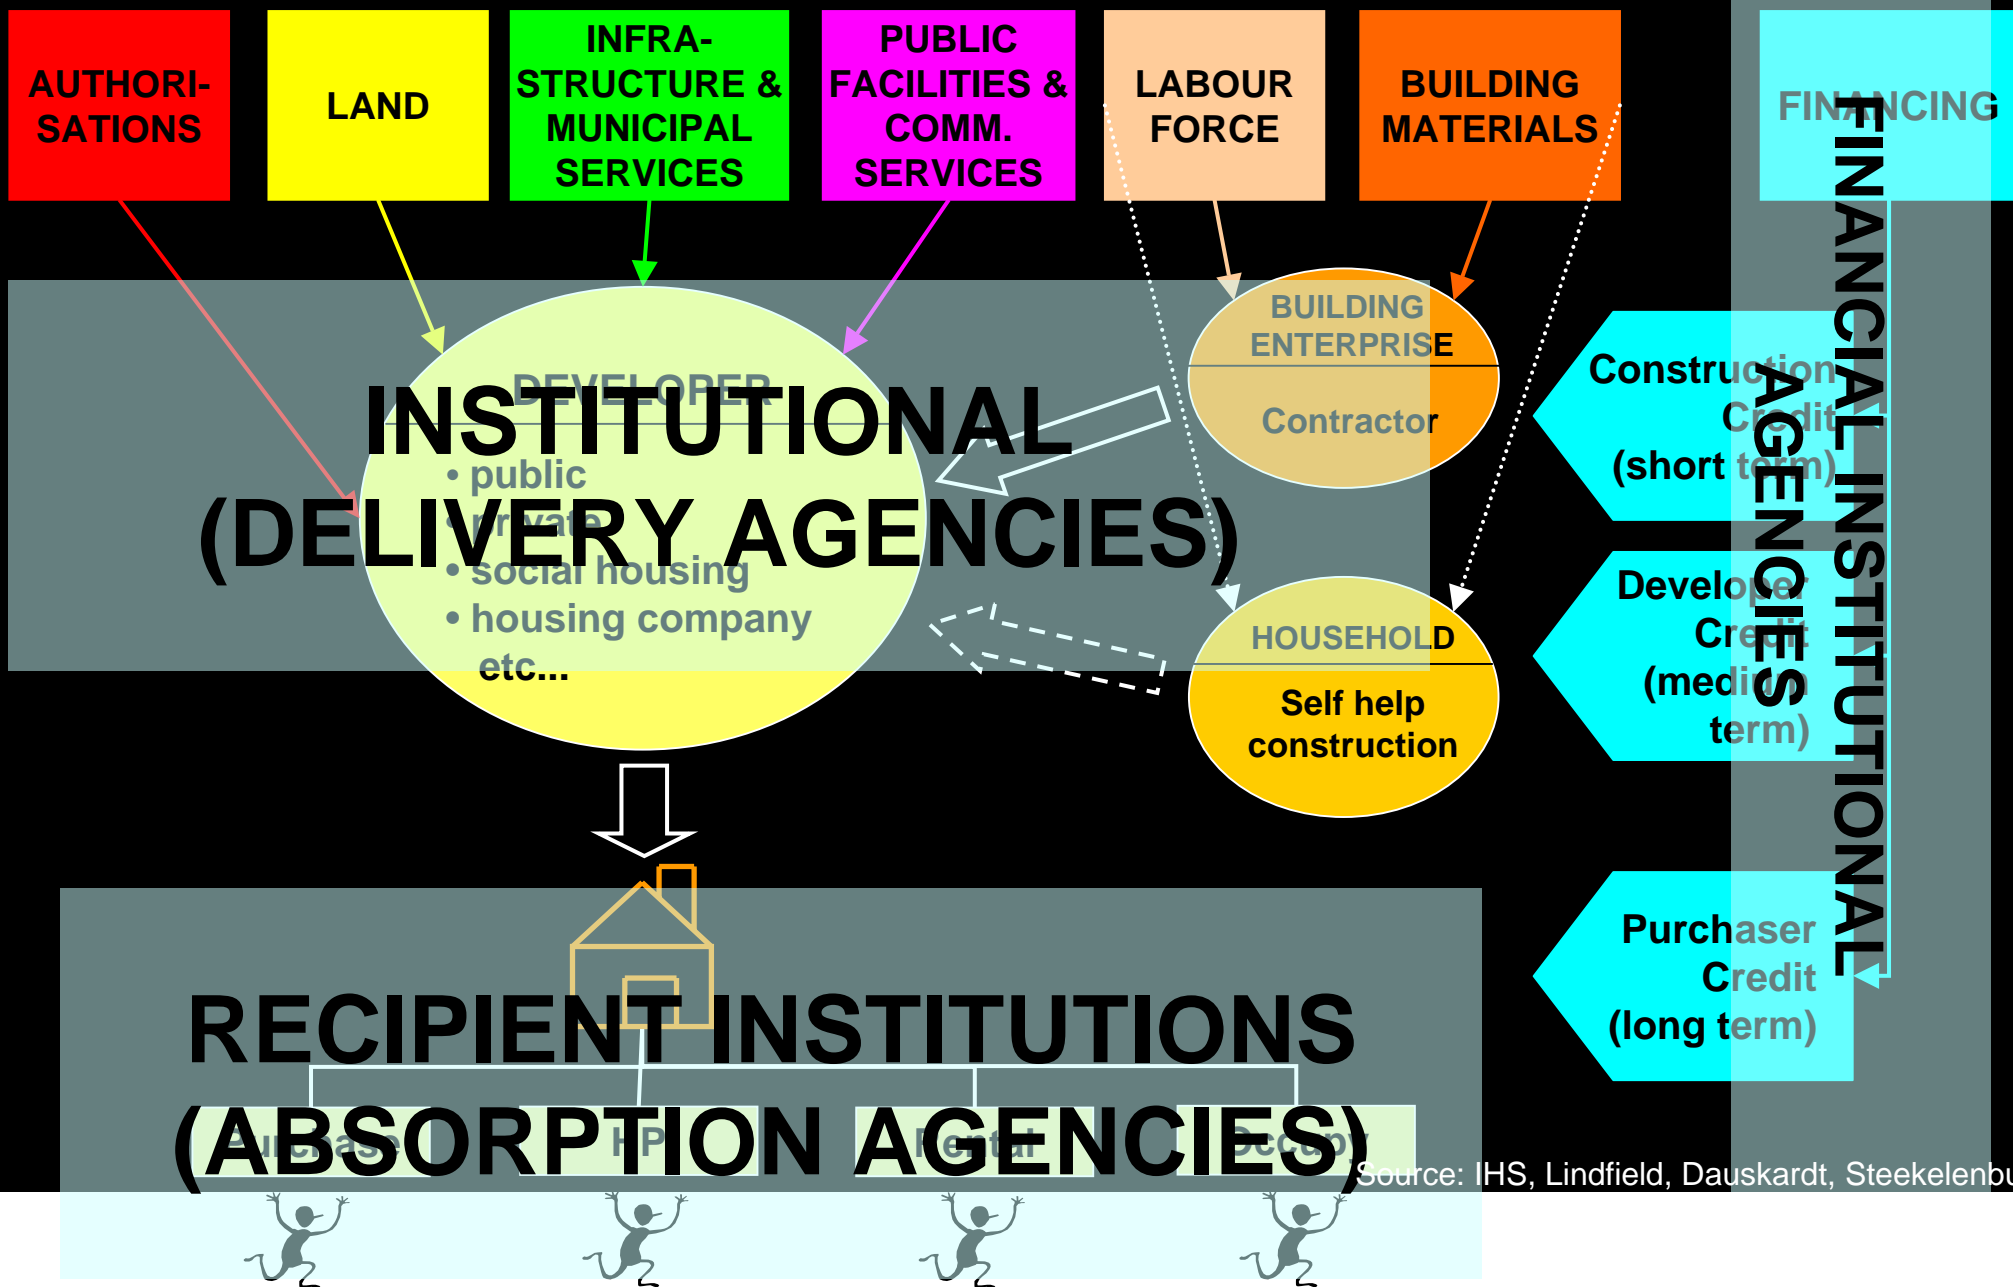 AUTHORI-
SATIONS
LAND
INFRA-
STRUCTURE &
MUNICIPAL
SERVICES
PUBLIC
FACILITIES &
COMM.
SERVICES
LABOUR
FORCE
BUILDING
MATERIALS
FINANCING
DEVELOPER
• public
• private
• social housing
• housing company
etc...
INSTITUTIONAL
(DELIVERY AGENCIES)
BUILDING
ENTERPRISE
Contractor
HOUSEHOLD
Self help
construction
Construction
Credit
(short term)
Developer
Credit
(medium
term)
Purchaser
Credit
(long term)
FINANCIAL INSTITUTIONAL
AGENCIES
RECIPIENT INSTITUTIONS
(ABSORPTION AGENCIES)
Purchase
HP
Rental
Occupy
Source: IHS, Lindfield, Dauskardt, Steekelenbu